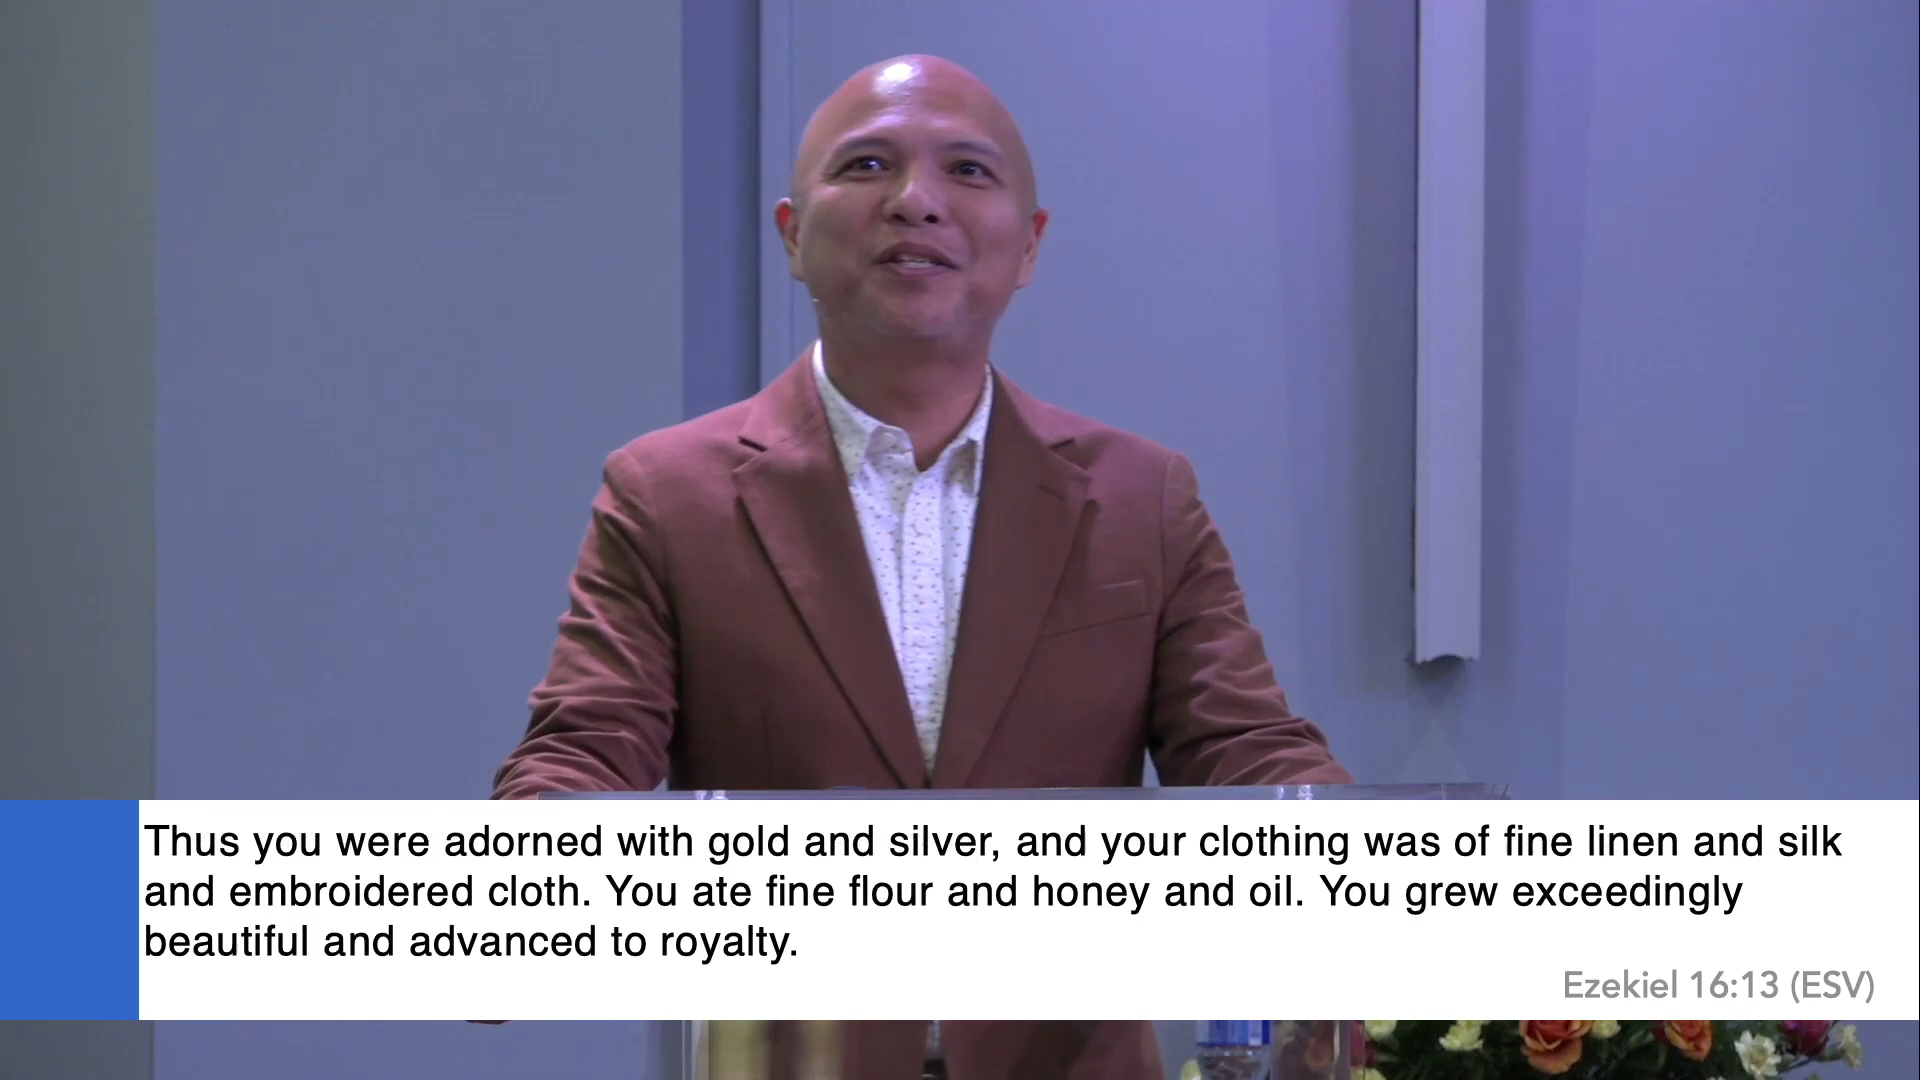 Thus you were adorned with gold and silver, and your clothing was of fine linen and silk
and embroidered cloth. You ate fine flour and honey and oil. You grew exceedingly
beautiful and advanced to royalty.
Ezekiel 16:13 (ESV)